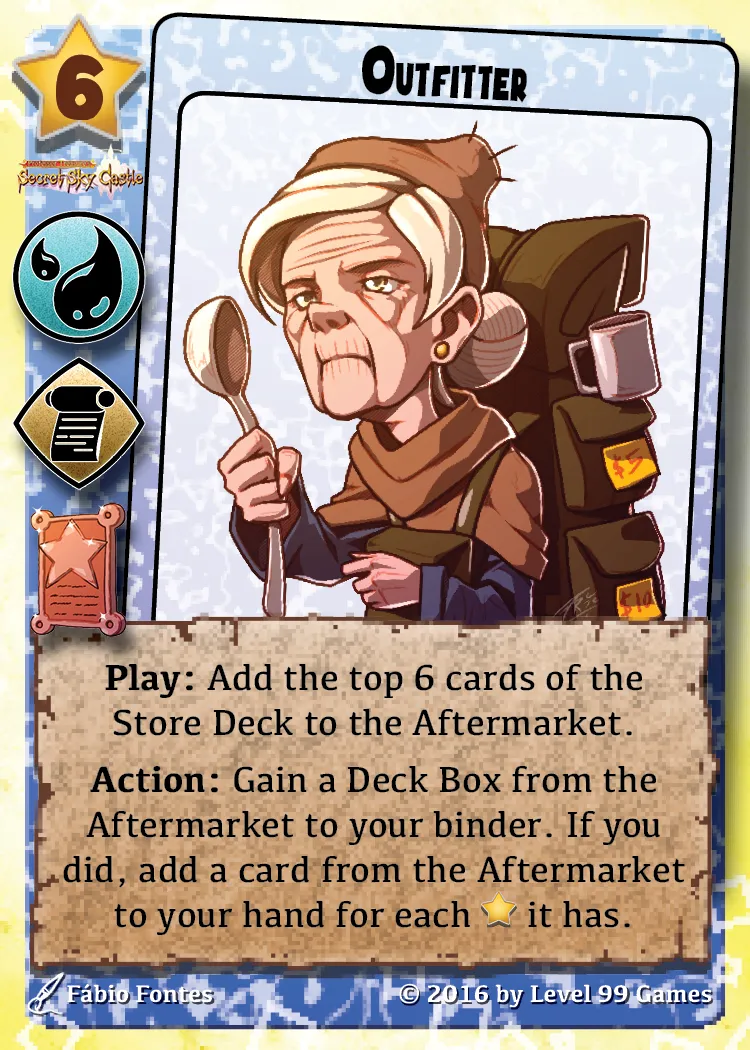 6
OUTFITTER
Secret Sky Castle
$5
$10
Play: Add the top 6 cards of the
Store Deck to the Aftermarket.
Action: Gain a Deck Box from the
Aftermarket to your binder. If you
did, add a card from the Aftermarket
to your hand for each ⭐ it has.
Fábio Fontes
© 2016 by Level 99 Games